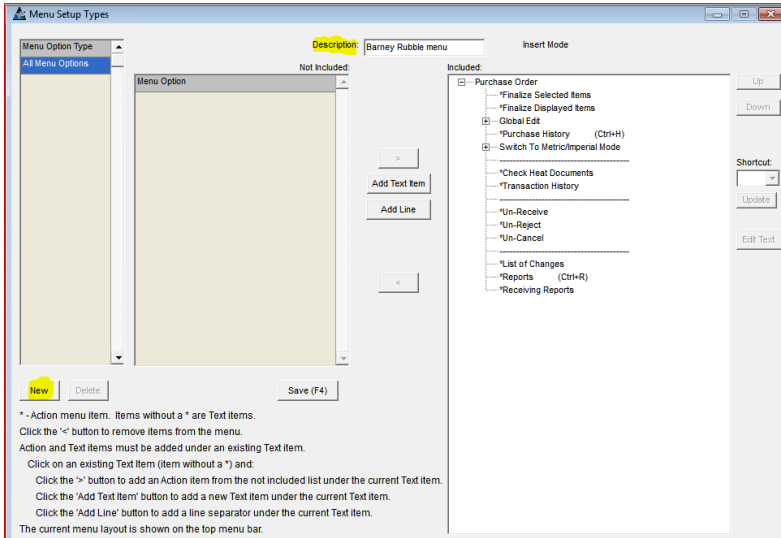 Menu Setup Types
Menu Option Type
All Menu Options
Description:
Barney Rubble menu
Insert Mode
Not Included:
Menu Option
Included:
Purchase Order
*Finalize Selected Items
*Finalize Displayed Items
Global Edit
*Purchase History (Ctrl+H)
Switch To Metric/Imperial Mode
--------------------------------------------
*Check Heat Documents
*Transaction History
--------------------------------------------
*Un-Receive
*Un-Reject
*Un-Cancel
--------------------------------------------
*List of Changes
*Reports (Ctrl+R)
*Receiving Reports
>
Add Text Item
Add Line
<
Up
Down
Shortcut:
Update
Edit Text
New
Delete
Save (F4)
* - Action menu item. Items without a * are Text items.
Click the '<' button to remove items from the menu.
Action and Text items must be added under an existing Text item.
Click on an existing Text Item (item without a *) and:
Click the '>' button to add an Action item from the not included list under the current Text item.
Click the 'Add Text Item' button to add a new Text item under the current Text item.
Click the 'Add Line' button to add a line separator under the current Text item.
The current menu layout is shown on the top menu bar.